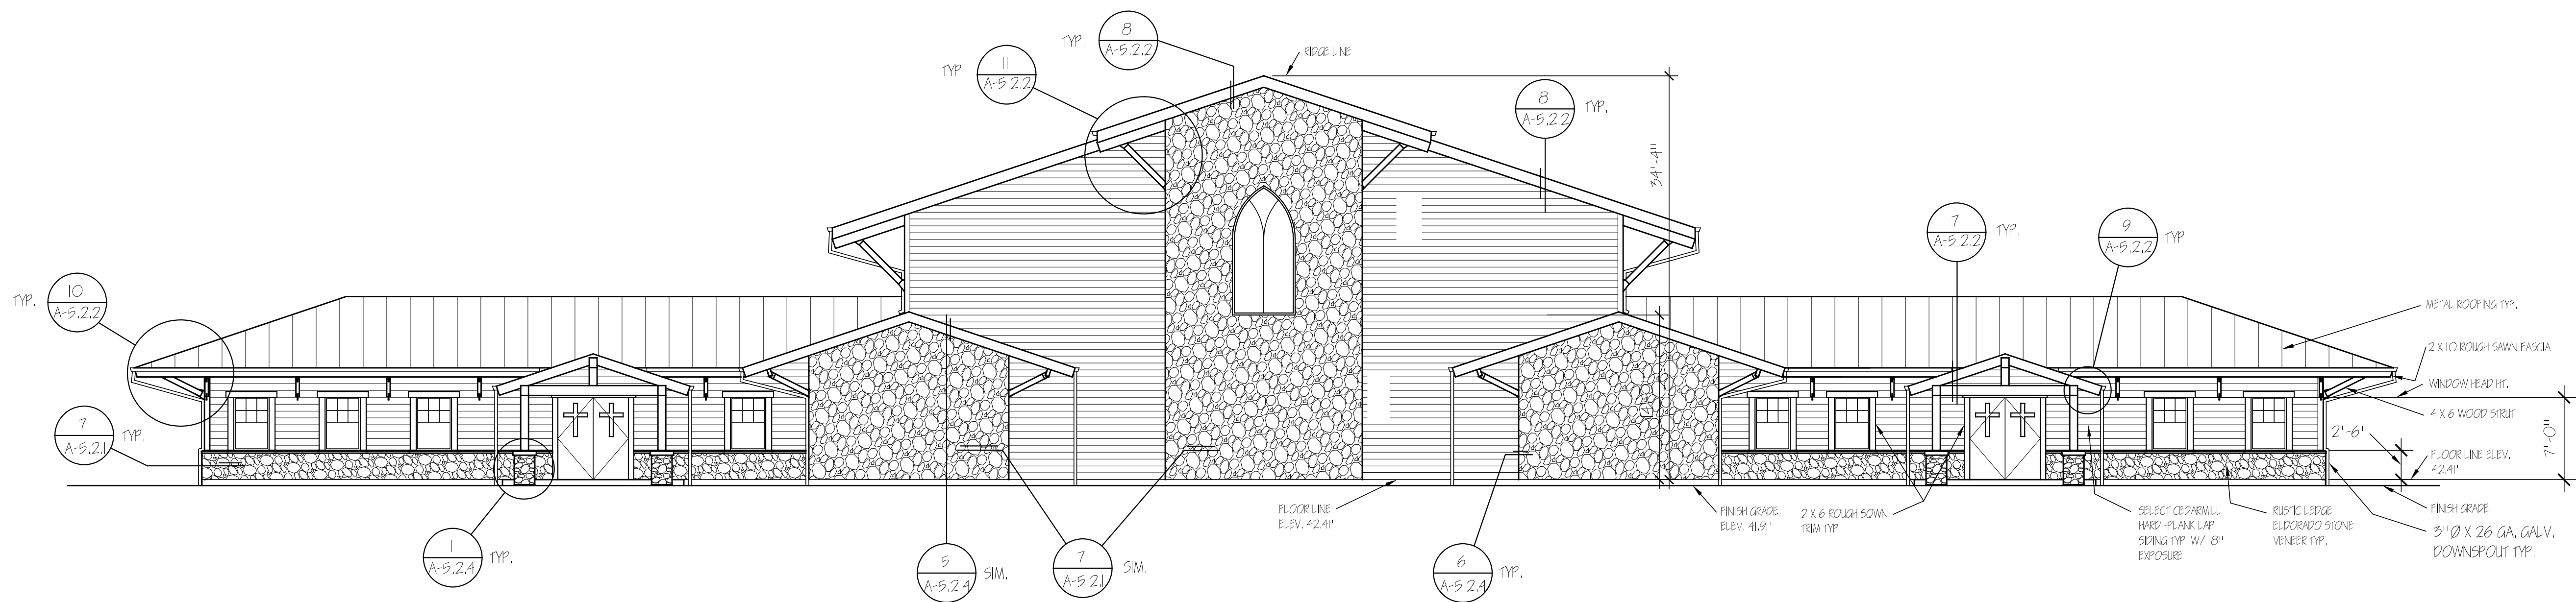 8
TYP.
A-5.2.2
RIDGE LINE
11
TYP.
A-5.2.2
8
TYP.
A-5.2.2
34'-4"
7
TYP.
A-5.2.2
9
TYP.
A-5.2.2
10
TYP.
A-5.2.2
METAL ROOFING TYP.
2 X 10 ROUGH SAWN FASCIA
WINDOW HEAD HT.
4 X 6 WOOD STRUT
7
TYP.
A-5.2.1
2'-6"
7'-0"
FLOOR LINE ELEV.
42.41'
FINISH GRADE
3"Ø X 26 GA. GALV.
DOWNSPOUT TYP.
FLOOR LINE
ELEV. 42.41'
FINISH GRADE
ELEV. 41.91'
2 X 6 ROUGH SOWN
TRIM TYP.
SELECT CEDARMILL
HARDI-PLANK LAP
SIDING TYP. W/ 8"
EXPOSURE
RUSTIC LEDGE
ELDORADO STONE
VENEER TYP.
1
TYP.
A-5.2.4
5
SIM.
A-5.2.4
7
SIM.
A-5.2.1
6
TYP.
A-5.2.4